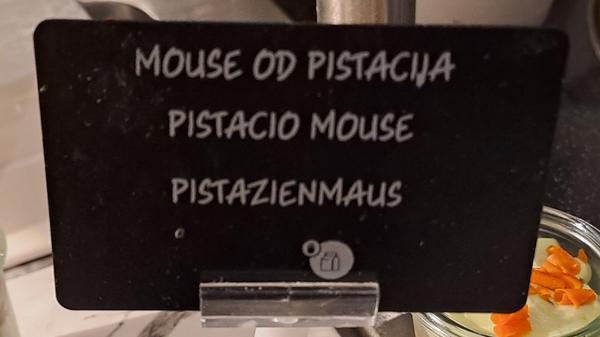 MOUSE OD PISTACIJA
PISTACIO MOUSE
PISTAZIENMAUS